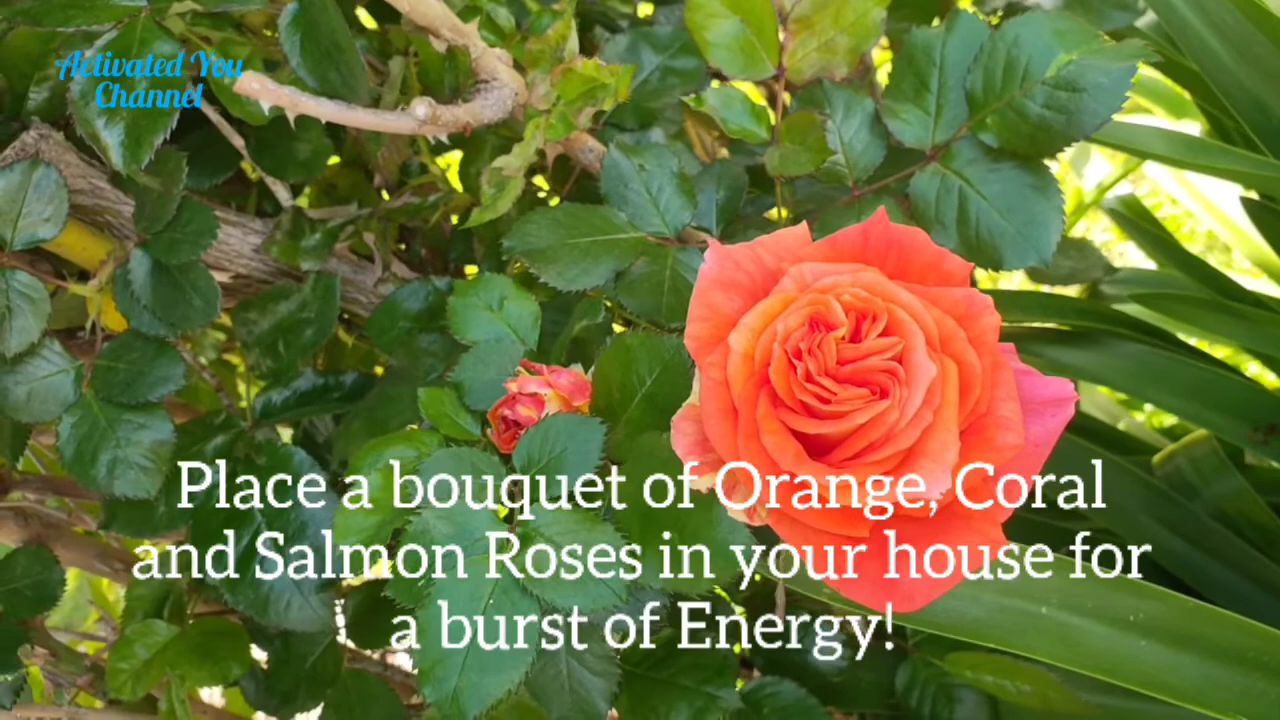 Activated You
Channel
Place a bouquet of Orange, Coral
and Salmon Roses in your house for
a burst of Energy!